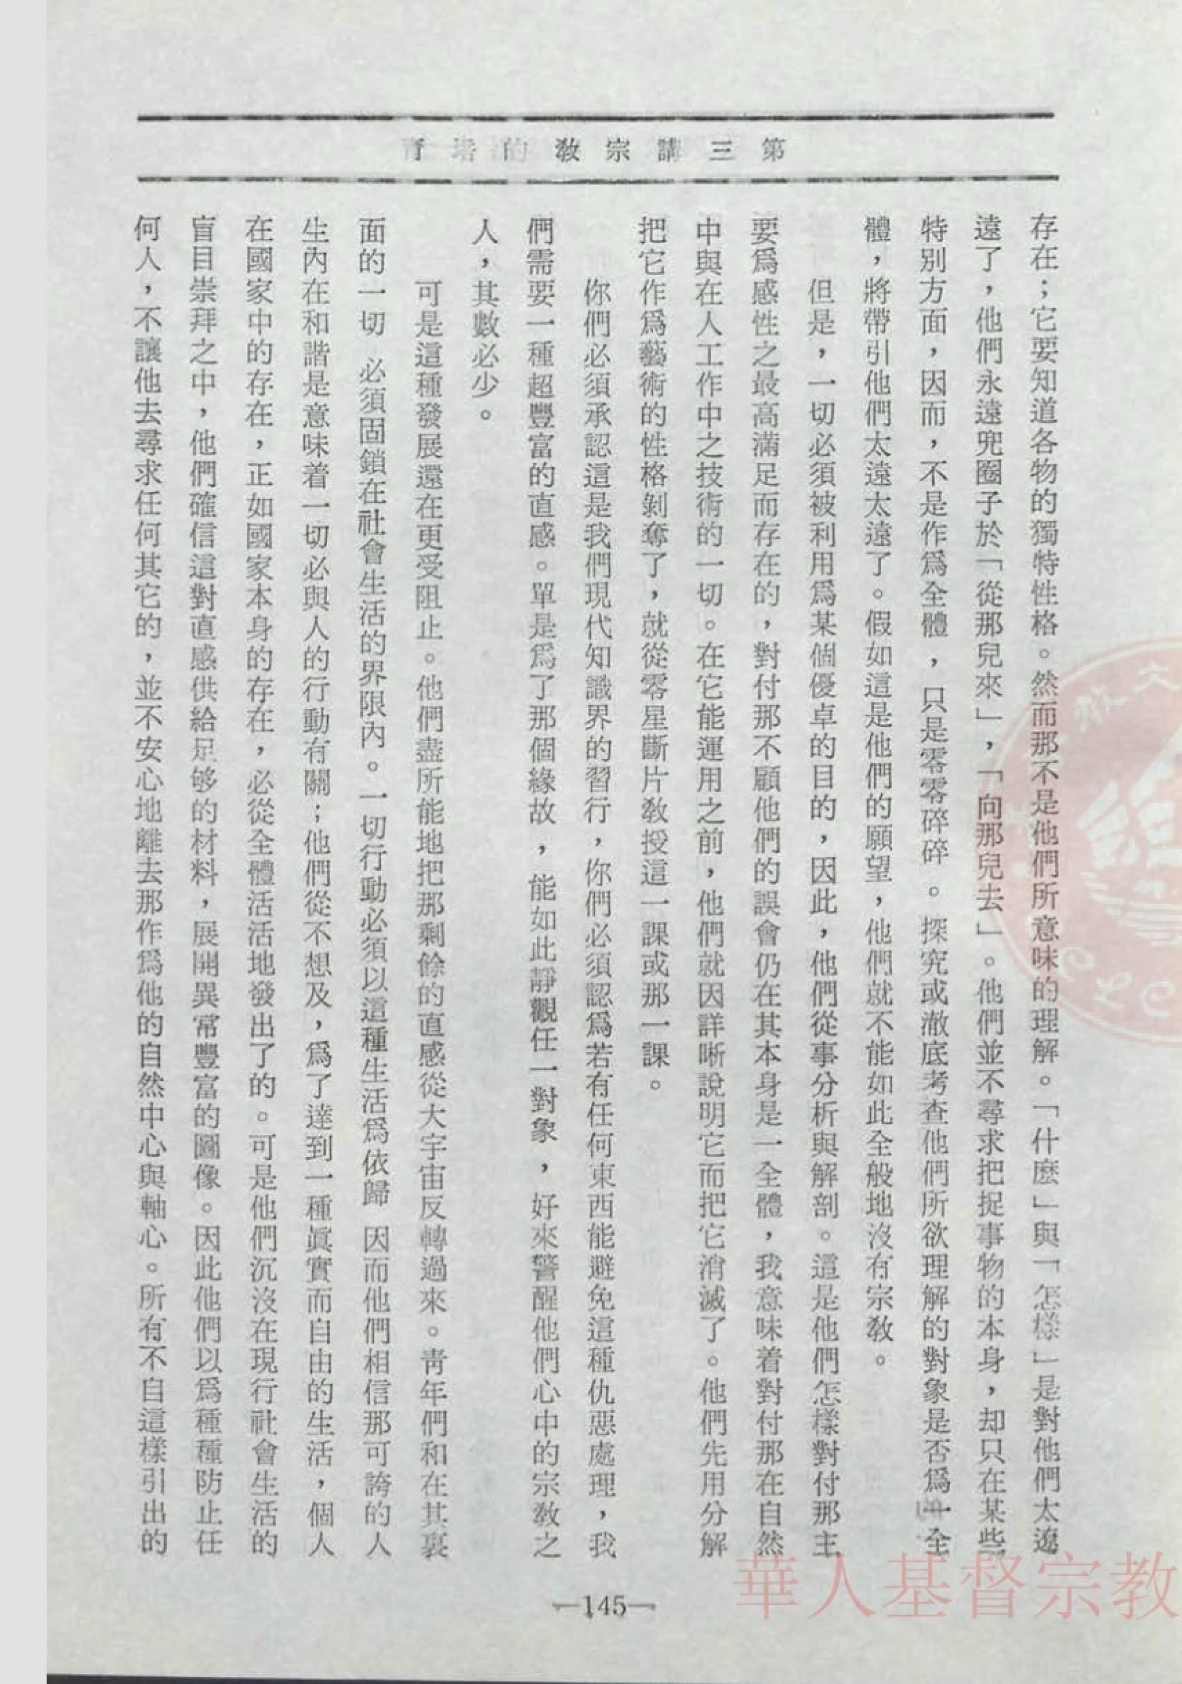 第三講宗教的培育
存在；它要知道各物的獨特性格。然而那不是他們所意味的理解。「什麽」與「怎樣」是對他們太遼
遠了，他們永遠兜圈子於「從那兒來」，「向那兒去」。他們並不尋求把捉事物的本身，却只在某些
特別方面，因而，不是作爲全體，只是零零碎碎。探究或澈底考查他們所欲理解的對象是否爲一全
體，將帶引他們太遠太遠了。假如這是他們的願望，他們就不能如此全般地沒有宗教。
但是，一切必須被利用爲某個優卓的目的，因此，他們從事分析與解剖。這是他們怎樣對付那主
要爲感性之最高滿足而存在的，對付那不顧他們的誤會仍在其本身是一全體，我意味着對付那在自然
中與在人工作中之技術的一切。在它能運用之前，他們就因詳晰說明它而把它消滅了。他們先用分解
把它作爲藝術的性格剝奪了，就從零星斷片教授這一課或那一課。
你們必須承認這是我們現代知識界的習行，你們必須認爲若有任何東西能避免這種仇惡處理，我
們需要一種超豐富的直感。單是爲了那個緣故，能如此靜觀任一對象，好來警醒他們心中的宗教之
人，其數必少。
可是這種發展還在更受阻止。他們盡所能地把那剩餘的直感從大宇宙反轉過來。靑年們和在其裏
面的一切 必須固鎖在社會生活的界限內。一切行動必須以這種生活爲依歸 因而他們相信那可誇的人
生內在和諧是意味着一切必與人的行動有關；他們從不想及，爲了達到一種眞實而自由的生活，個人
在國家中的存在，正如國家本身的存在，必從全體活活地發出了的。可是他們沉沒在現行社會生活的
盲目崇拜之中，他們確信這對直感供給足够的材料，展開異常豐富的圖像。因此他們以爲種種防止任
何人，不讓他去尋求任何其它的，並不安心地離去那作爲他的自然中心與軸心。所有不自這樣引出的
—145—
華人基督宗教